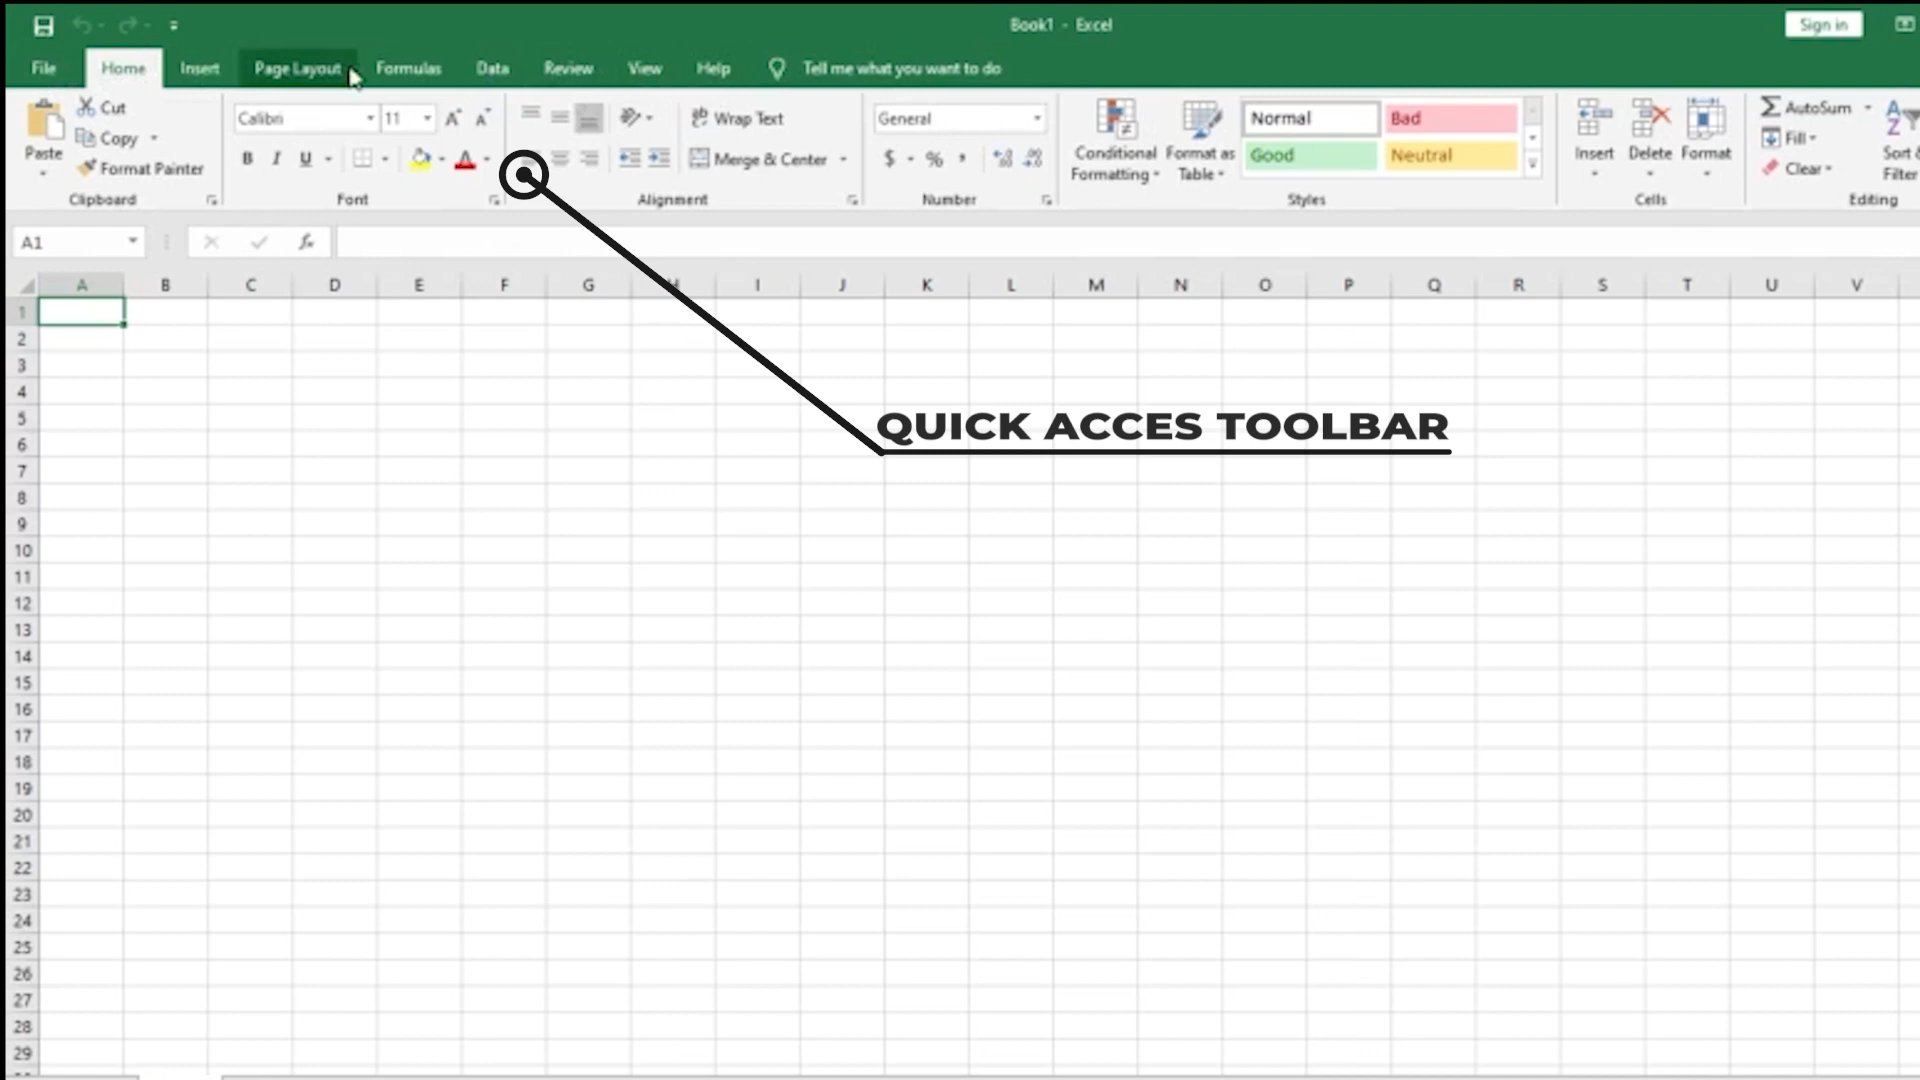 Book1 - Excel
Sign in
File Home Insert Page Layout Formulas Data Review View Help Tell me what you want to do
Paste
Cut
Copy
Format Painter
Clipboard
Calibri 11
B I U A
Font
Wrap Text
Merge & Center
Alignment
General
$ % ,
Number
Conditional Formatting
Format as Table
Normal Bad
Good Neutral
Styles
Insert Delete Format
Cells
AutoSum
Fill
Clear
Sort &
Filter
Editing
A1 fx
A B C D E F G H I J K L M N O P Q R S T U V
1
2
3
4
5
6
7
8
9
10
11
12
13
14
15
16
17
18
19
20
21
22
23
24
25
26
27
28
29
QUICK ACCES TOOLBAR